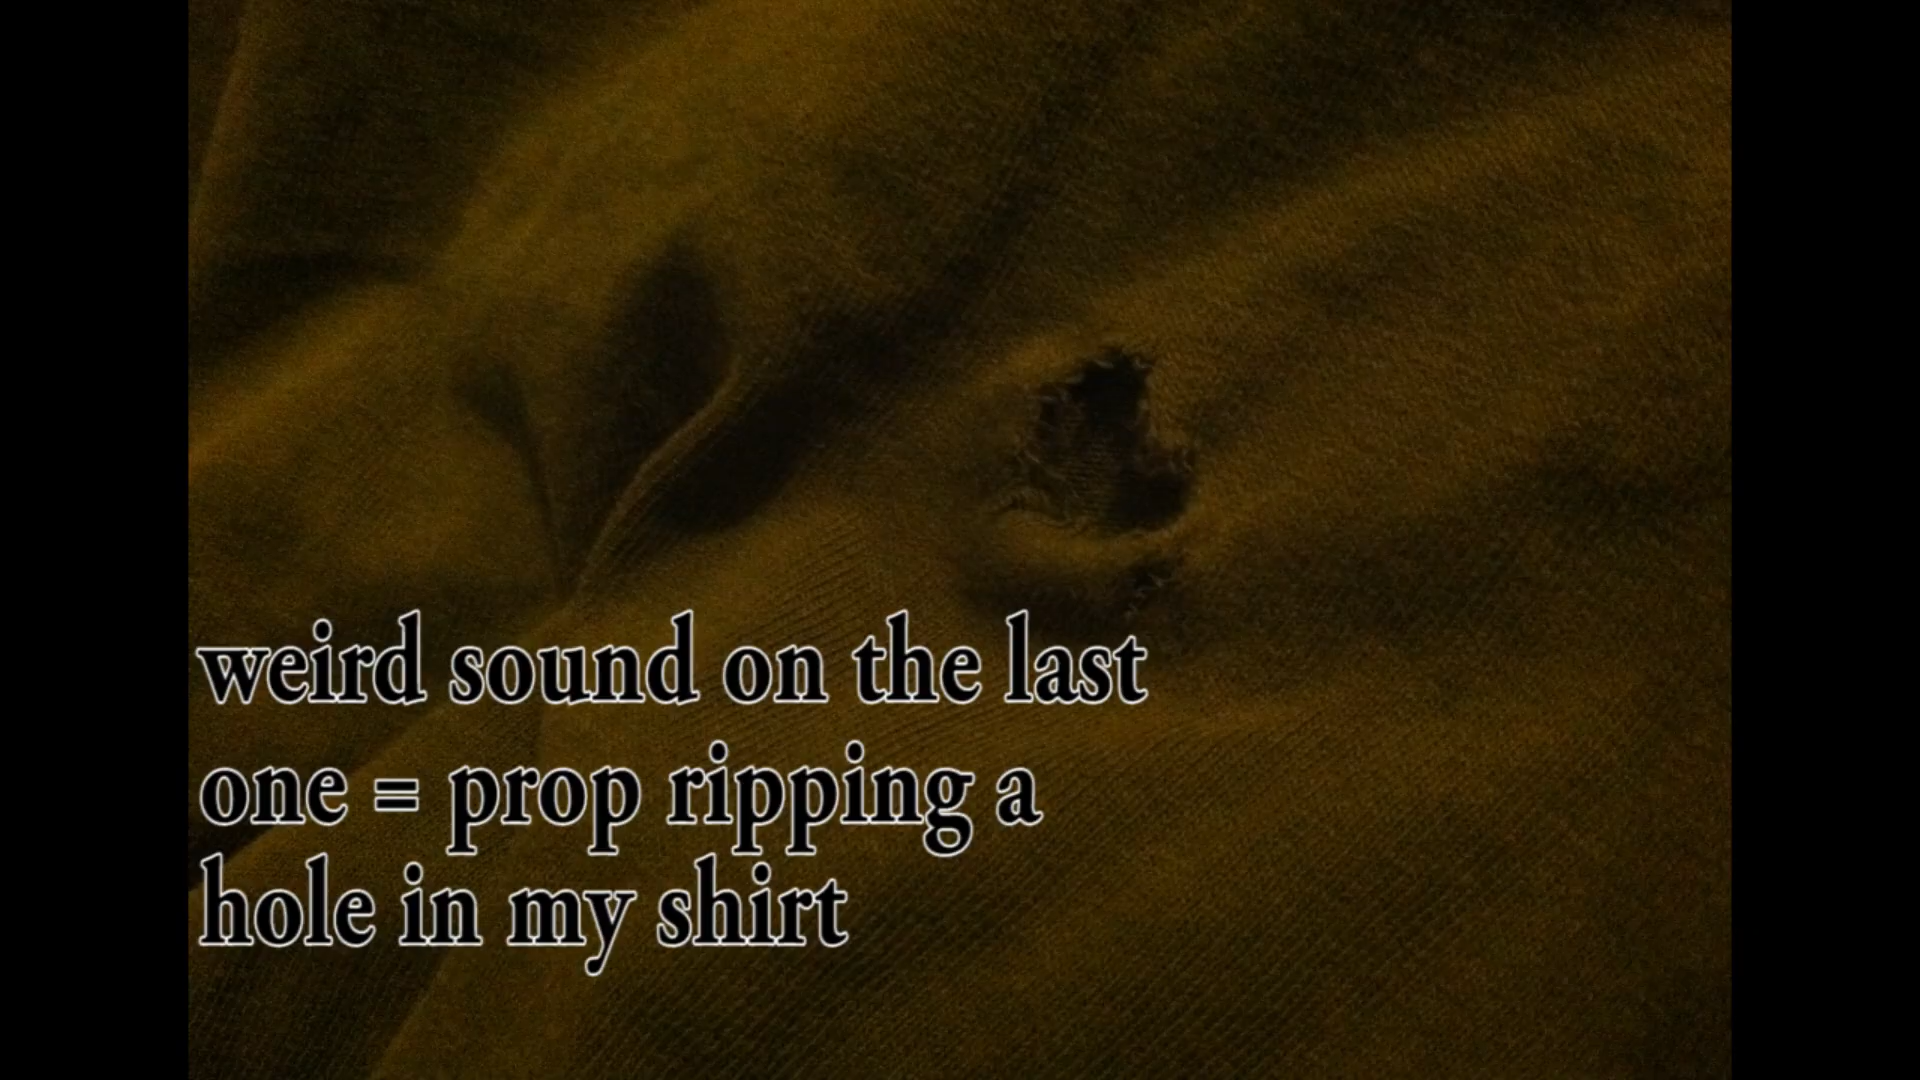 weird sound on the last
one = prop ripping a
hole in my shirt